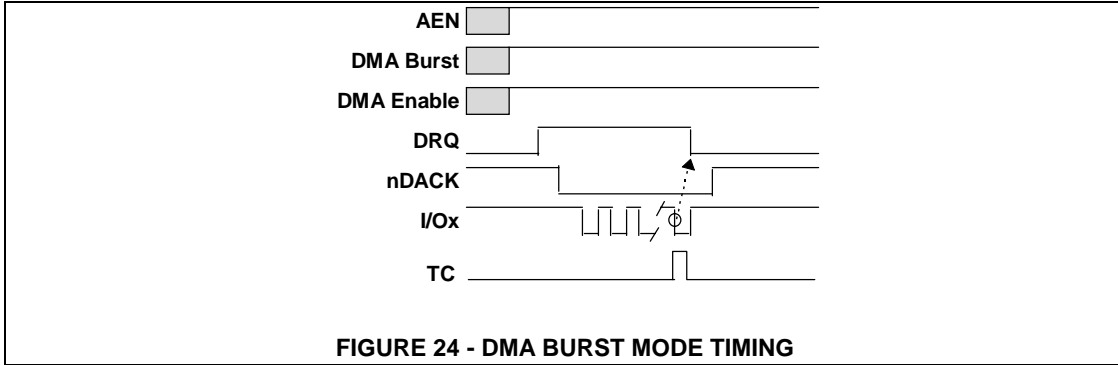 AEN
DMA Burst
DMA Enable
DRQ
nDACK
I/Ox
TC
FIGURE 24 - DMA BURST MODE TIMING